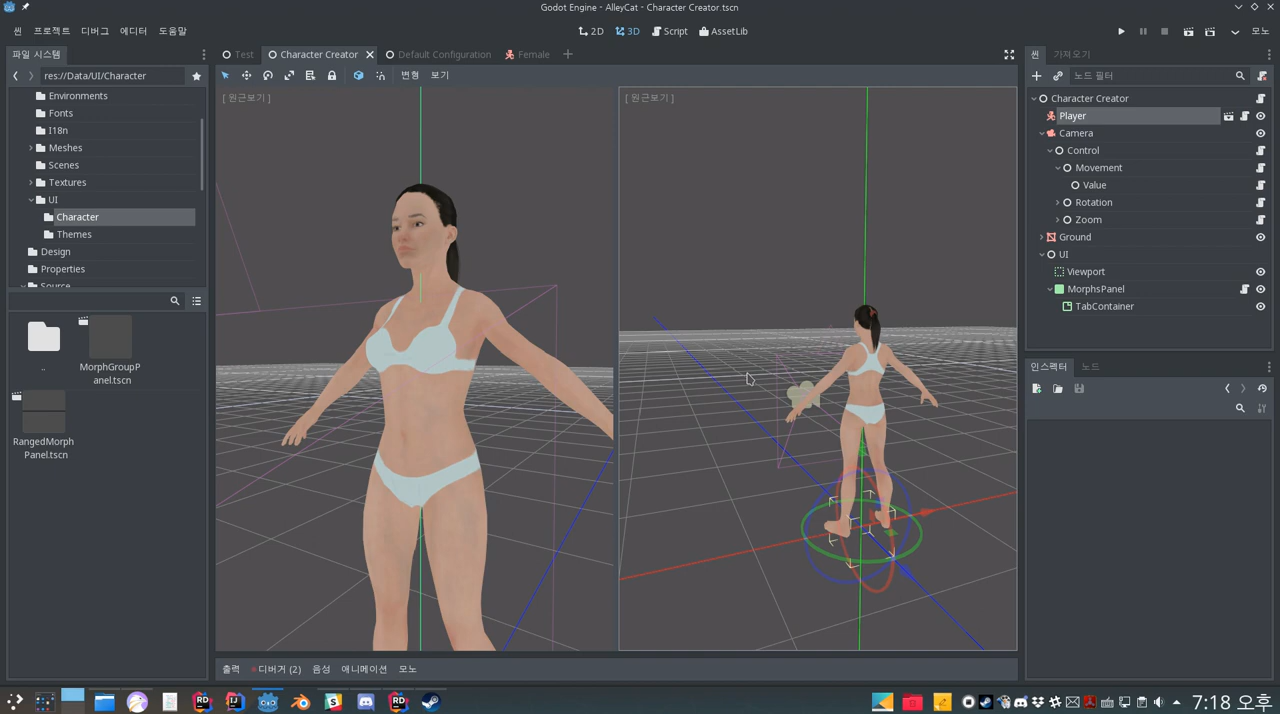 Godot Engine - AlleyCat - Character Creator.tscn
씬 프로젝트 디버그 에디터 도움말
2D 3D Script AssetLib
모노
파일 시스템
Test Character Creator Default Configuration Female
씬 가져오기
res://Data/UI/Character
변형 보기
노드 필터
Environments
Fonts
I18n
Meshes
Scenes
Textures
UI
Character
Themes
Design
Properties
Source
..
MorphGroupP
anel.tscn
RangedMorph
Panel.tscn
[ 원근보기 ]
[ 원근보기 ]
Character Creator
Player
Camera
Control
Movement
Value
Rotation
Zoom
Ground
UI
Viewport
MorphsPanel
TabContainer
인스펙터 노드
출력 디버거 (2) 음성 애니메이션 모노
7:18 오후